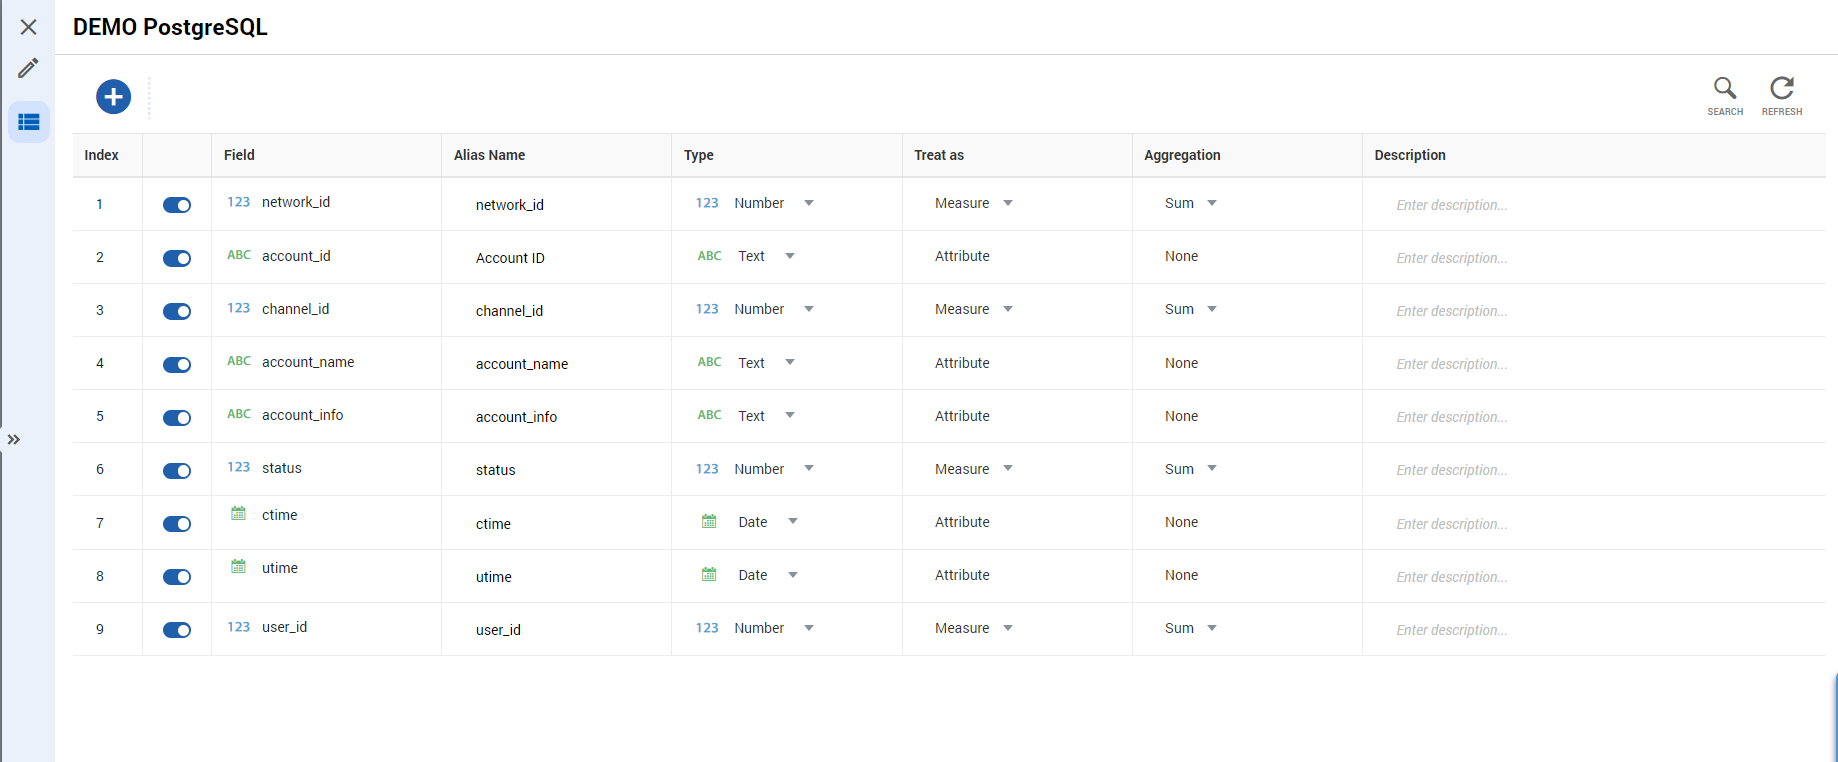 DEMO PostgreSQL
SEARCH REFRESH
Index Field Alias Name Type Treat as Aggregation Description
1 123 network_id network_id 123 Number Measure Sum Enter description...
2 ABC account_id Account ID ABC Text Attribute None Enter description...
3 123 channel_id channel_id 123 Number Measure Sum Enter description...
4 ABC account_name account_name ABC Text Attribute None Enter description...
5 ABC account_info account_info ABC Text Attribute None Enter description...
6 123 status status 123 Number Measure Sum Enter description...
7 ctime ctime Date Attribute None Enter description...
8 utime utime Date Attribute None Enter description...
9 123 user_id user_id 123 Number Measure Sum Enter description...